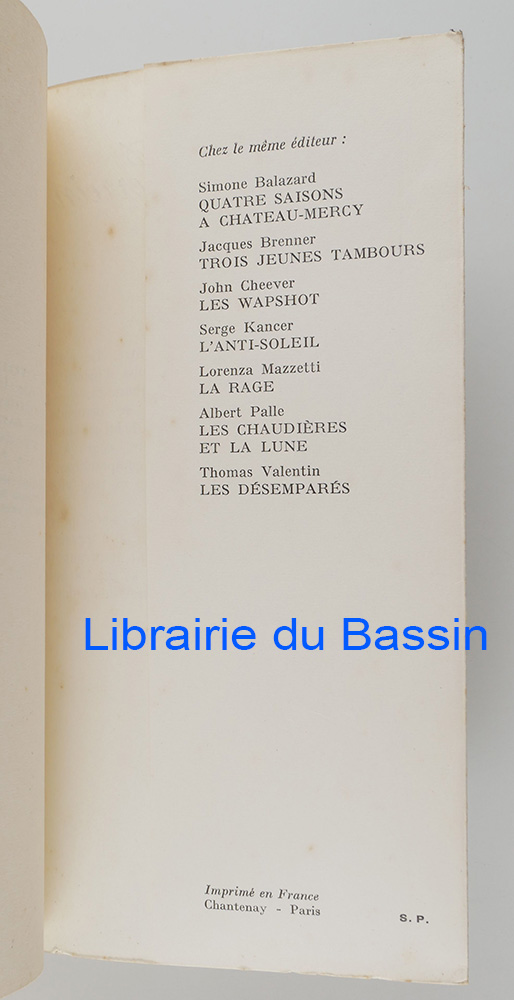 Chez le même éditeur :
Simone Balazard
QUATRE SAISONS
A CHATEAU-MERCY
Jacques Brenner
TROIS JEUNES TAMBOURS
John Cheever
LES WAPSHOT
Serge Kancer
L'ANTI-SOLEIL
Lorenza Mazzetti
LA RAGE
Albert Palle
LES CHAUDIÈRES
ET LA LUNE
Thomas Valentin
LES DÉSEMPARÉS
Librairie du Bassin
Imprimé en France
Chantenay - Paris
S. P.